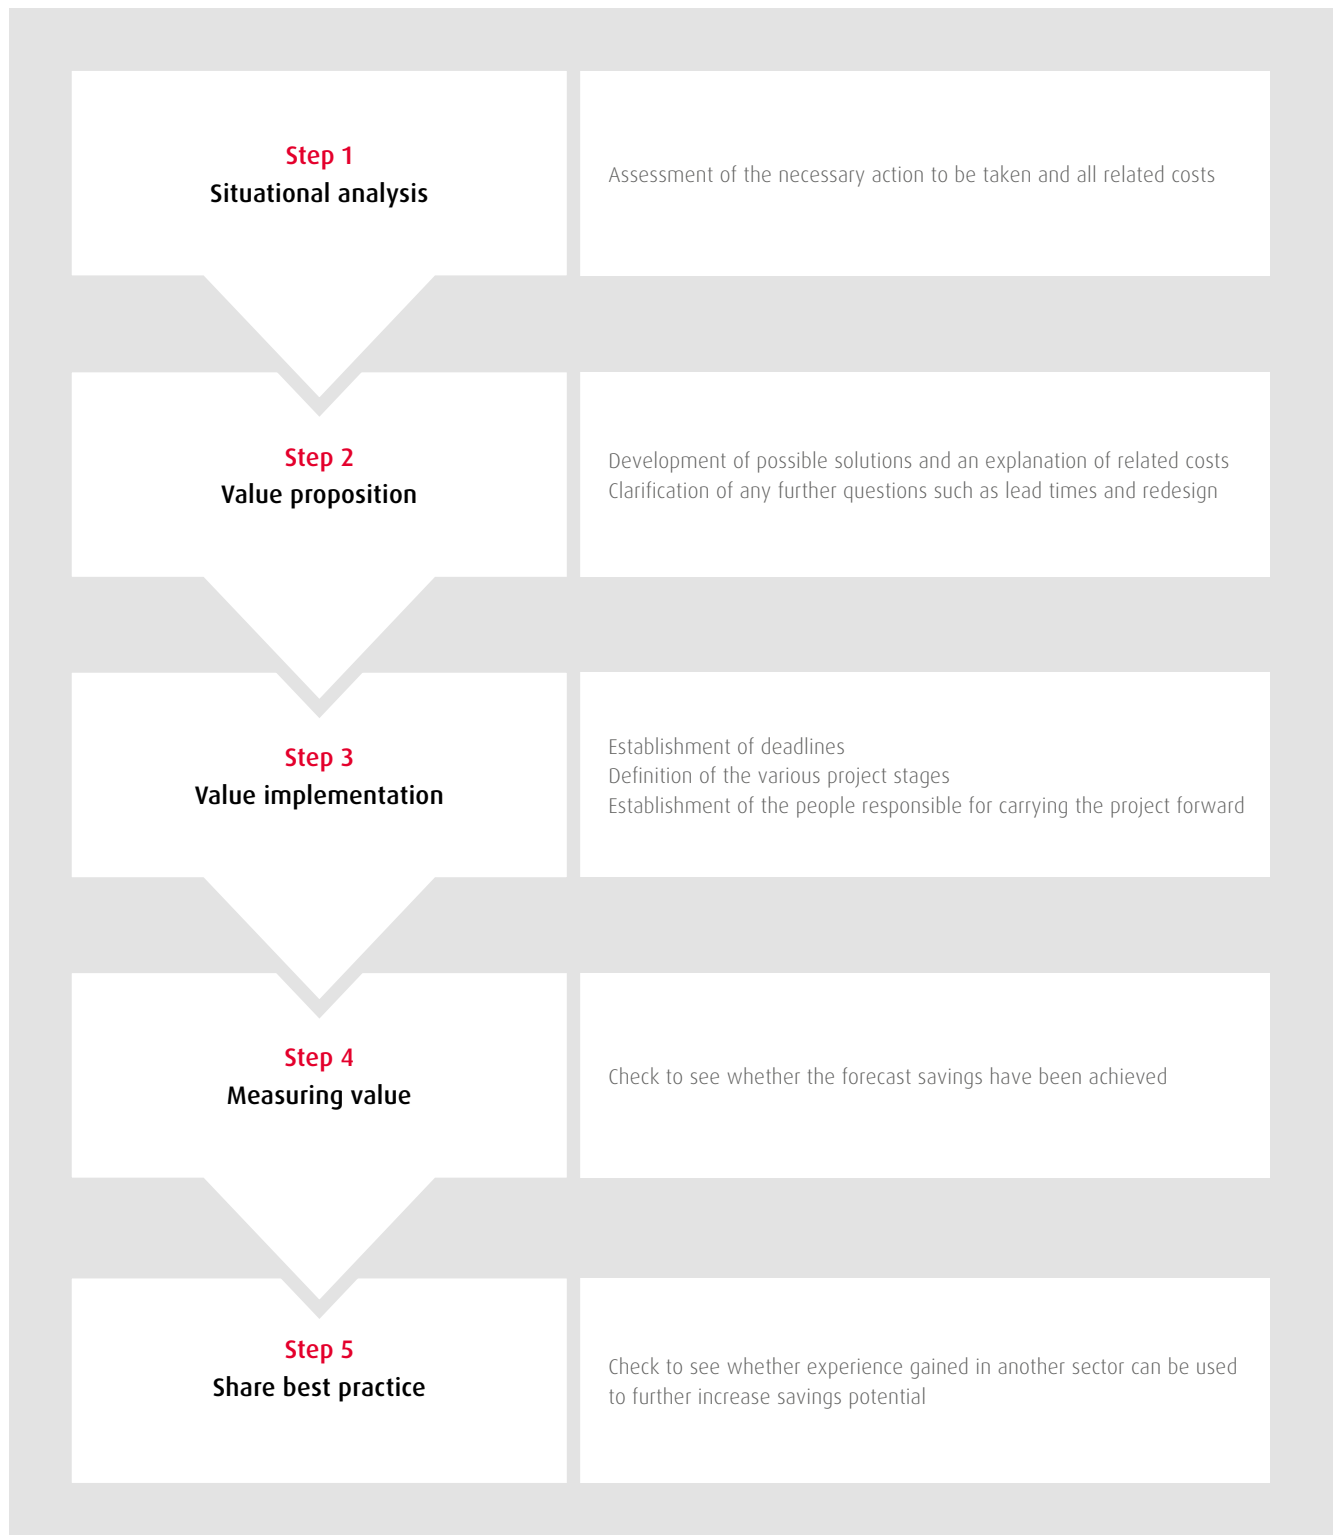 Step 1
Situational analysis
Assessment of the necessary action to be taken and all related costs
Step 2
Value proposition
Development of possible solutions and an explanation of related costs
Clarification of any further questions such as lead times and redesign
Step 3
Value implementation
Establishment of deadlines
Definition of the various project stages
Establishment of the people responsible for carrying the project forward
Step 4
Measuring value
Check to see whether the forecast savings have been achieved
Step 5
Share best practice
Check to see whether experience gained in another sector can be used
to further increase savings potential